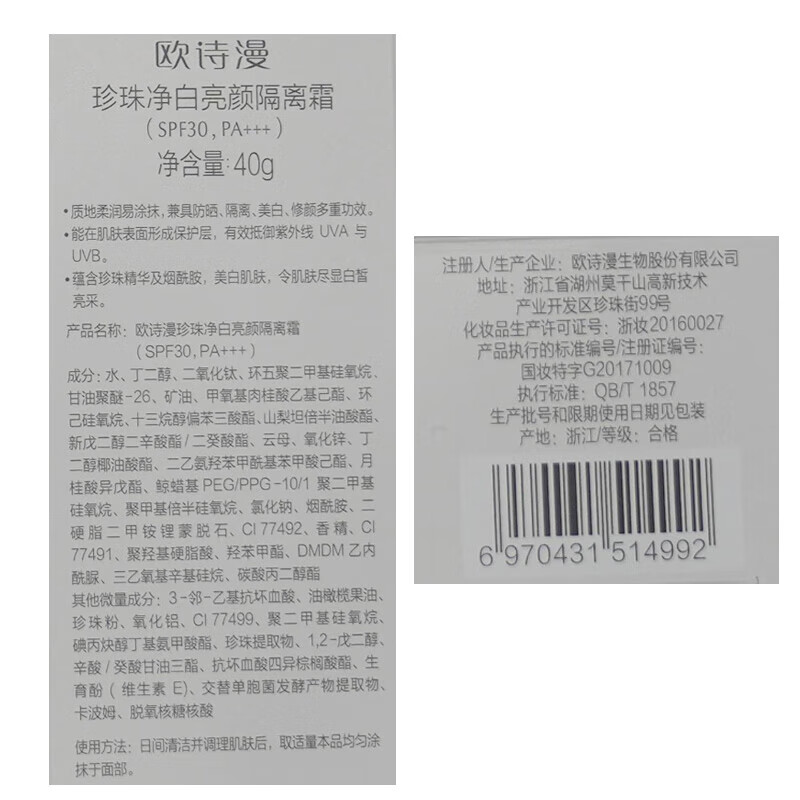 欧诗漫
珍珠净白亮颜隔离霜
（SPF30, PA+++）
净含量: 40g
•质地柔润易涂抹，兼具防晒、隔离、美白、修颜多重功效。
•能在肌肤表面形成保护层，有效抵御紫外线 UVA 与
UVB。
•蕴含珍珠精华及烟酰胺，美白肌肤，令肌肤尽显白皙
亮采。
产品名称：欧诗漫珍珠净白亮颜隔离霜
（SPF30, PA+++）
成分：水、丁二醇、二氧化钛、环五聚二甲基硅氧烷、
甘油聚醚-26、矿油、甲氧基肉桂酸乙基己酯、环
己硅氧烷、十三烷醇偏苯三酸酯、山梨坦倍半油酸酯、
新戊二醇二辛酸酯 / 二癸酸酯、云母、氧化锌、丁
二醇椰油酸酯、二乙氨羟苯甲酰基苯甲酸己酯、月
桂酸异戊酯、鲸蜡基 PEG/PPG-10/1 聚二甲基
硅氧烷、聚甲基倍半硅氧烷、氯化钠、烟酰胺、二
硬脂二甲铵锂蒙脱石、CI 77492、香精、CI
77491、聚羟基硬脂酸、羟苯甲酯、DMDM 乙内
酰脲、三乙氧基辛基硅烷、碳酸丙二醇酯
其他微量成分：3-邻-乙基抗坏血酸、油橄榄果油、
珍珠粉、氧化铝、CI 77499、聚二甲基硅氧烷、
碘丙炔醇丁基氨甲酸酯、珍珠提取物、1,2-戊二醇、
辛酸 / 癸酸甘油三酯、抗坏血酸四异棕榈酸酯、生
育酚（维生素 E)、交替单胞菌发酵产物提取物、
卡波姆、脱氧核糖核酸
使用方法：日间清洁并调理肌肤后，取适量本品均匀涂
抹于面部。
注册人/生产企业：欧诗漫生物股份有限公司
地址：浙江省湖州莫干山高新技术
产业开发区珍珠街99号
化妆品生产许可证号：浙妆20160027
产品执行的标准编号/注册证编号：
国妆特字G20171009
执行标准：QB/T 1857
生产批号和限期使用日期见包装
产地：浙江/等级：合格
6 970431 514992